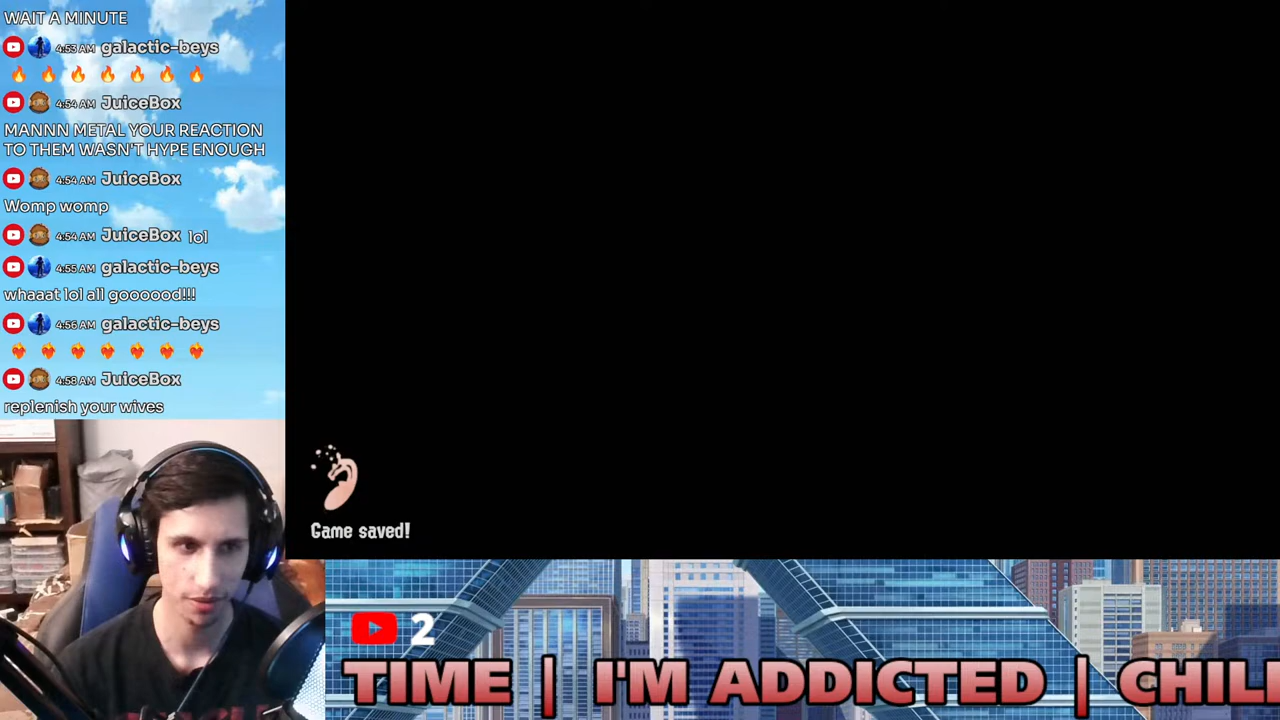 WAIT A MINUTE
4:53 AM galactic-beys
4:54 AM JuiceBox
MANNN METAL YOUR REACTION
TO THEM WASN'T HYPE ENOUGH
4:54 AM JuiceBox
Womp womp
4:54 AM JuiceBox lol
4:55 AM galactic-beys
whaaat lol all goooood!!!
4:56 AM galactic-beys
4:58 AM JuiceBox
replenish your wives
Game saved!
2
TIME | I'M ADDICTED | CHILL